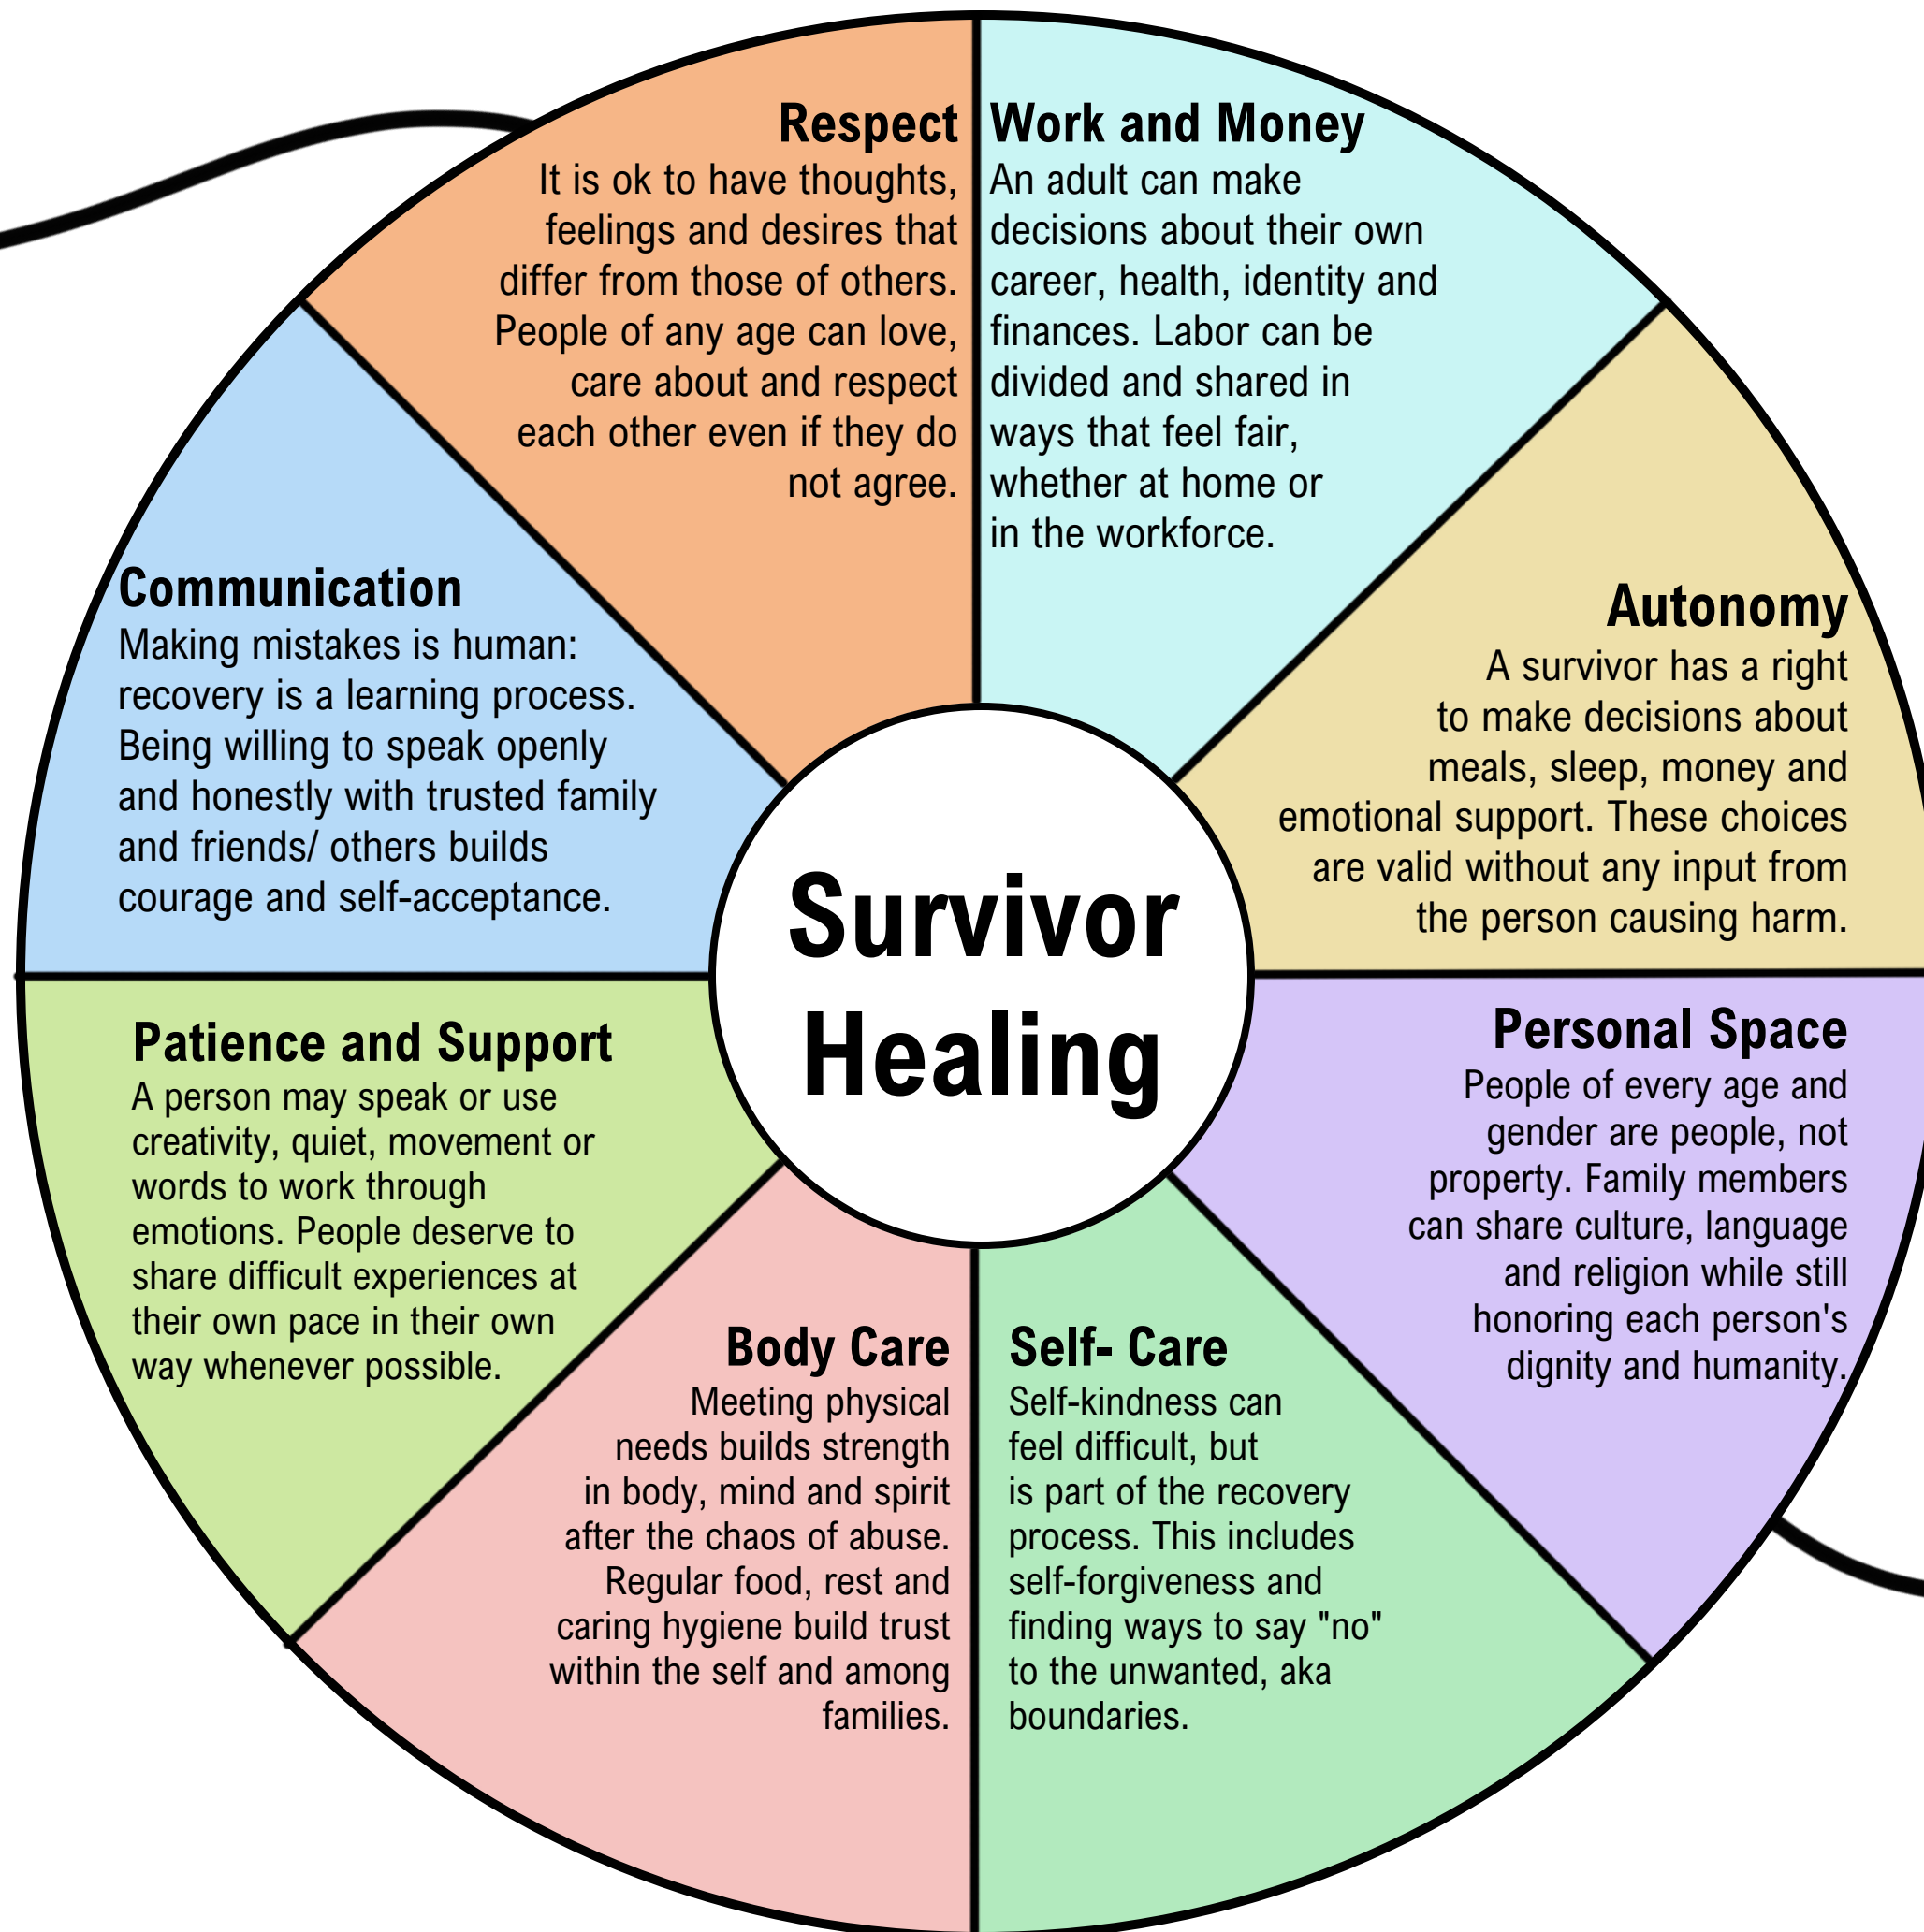 Respect
It is ok to have thoughts,
feelings and desires that
differ from those of others.
People of any age can love,
care about and respect
each other even if they do
not agree.
Work and Money
An adult can make
decisions about their own
career, health, identity and
finances. Labor can be
divided and shared in
ways that feel fair,
whether at home or
in the workforce.
Communication
Making mistakes is human:
recovery is a learning process.
Being willing to speak openly
and honestly with trusted family
and friends/ others builds
courage and self-acceptance.
Autonomy
A survivor has a right
to make decisions about
meals, sleep, money and
emotional support. These choices
are valid without any input from
the person causing harm.
Survivor
Healing
Patience and Support
A person may speak or use
creativity, quiet, movement or
words to work through
emotions. People deserve to
share difficult experiences at
their own pace in their own
way whenever possible.
Personal Space
People of every age and
gender are people, not
property. Family members
can share culture, language
and religion while still
honoring each person's
dignity and humanity.
Body Care
Meeting physical
needs builds strength
in body, mind and spirit
after the chaos of abuse.
Regular food, rest and
caring hygiene build trust
within the self and among
families.
Self- Care
Self-kindness can
feel difficult, but
is part of the recovery
process. This includes
self-forgiveness and
finding ways to say "no"
to the unwanted, aka
boundaries.